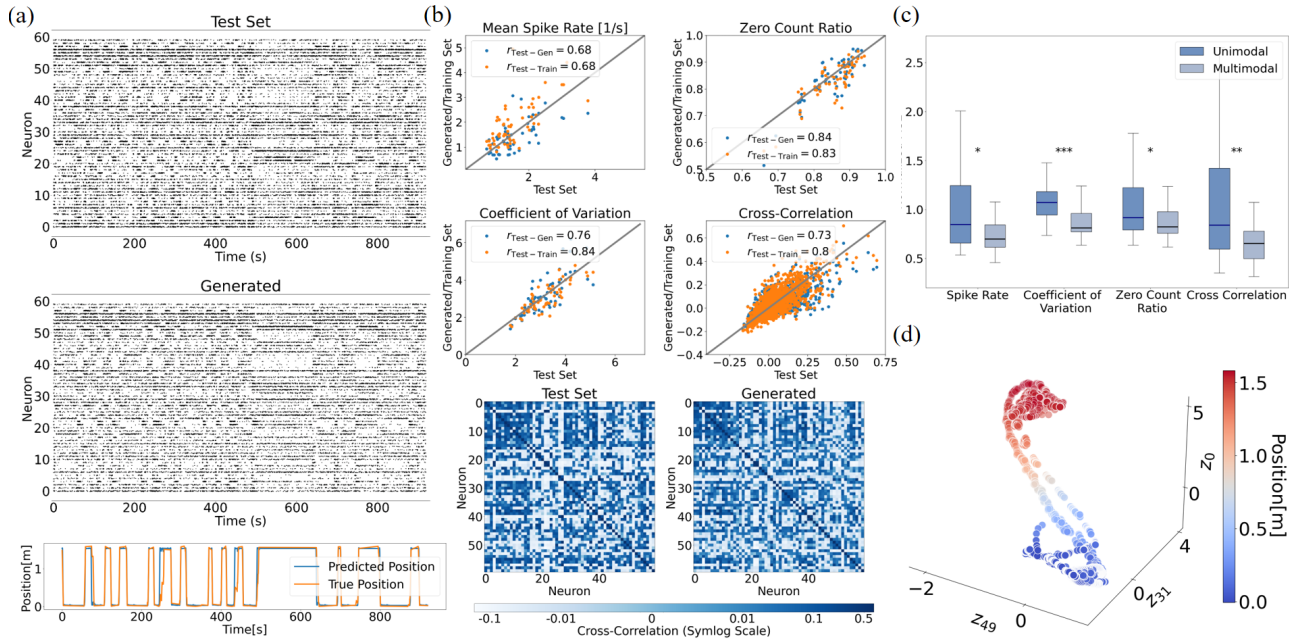 (a)
Test Set
60
50
40
30
20
10
0
Neuron
0 200 400 600 800
Time (s)
Generated
60
50
40
30
20
10
0
Neuron
0 200 400 600 800
Time (s)
1
0
Position[m]
Predicted Position
True Position
0 200 400 600 800
Time[s]
(b)
Mean Spike Rate [1/s]
r_Test−Gen = 0.68
r_Test−Train = 0.68
5
4
3
2
1
Generated/Training Set
2 4
Test Set
Zero Count Ratio
1.0
0.9
0.8
0.7
0.6
0.5
Generated/Training Set
r_Test−Gen = 0.84
r_Test−Train = 0.83
0.5 0.6 0.7 0.8 0.9 1.0
Test Set
Coefficient of Variation
r_Test−Gen = 0.76
r_Test−Train = 0.84
6
4
2
0
Generated/Training Set
0 2 4 6
Test Set
Cross-Correlation
r_Test−Gen = 0.73
r_Test−Train = 0.8
0.6
0.4
0.2
0.0
−0.2
−0.4
Generated/Training Set
−0.25 0.00 0.25 0.50 0.75
Test Set
Test Set
0
10
20
30
40
50
Neuron
0 20 40
Neuron
Generated
0
10
20
30
40
50
Neuron
0 20 40
Neuron
-0.1 -0.01 0 0.01 0.1 0.5
Cross-Correlation (Symlog Scale)
(c)
Unimodal
Multimodal
2.5
2.0
1.5
1.0
0.5
* *** * **
Spike Rate
Coefficient of
Variation
Zero Count
Ratio
Cross Correlation
(d)
5
0
z0
4
0
z31
−2
0
z49
1.5
1.0
0.5
0.0
Position[m]